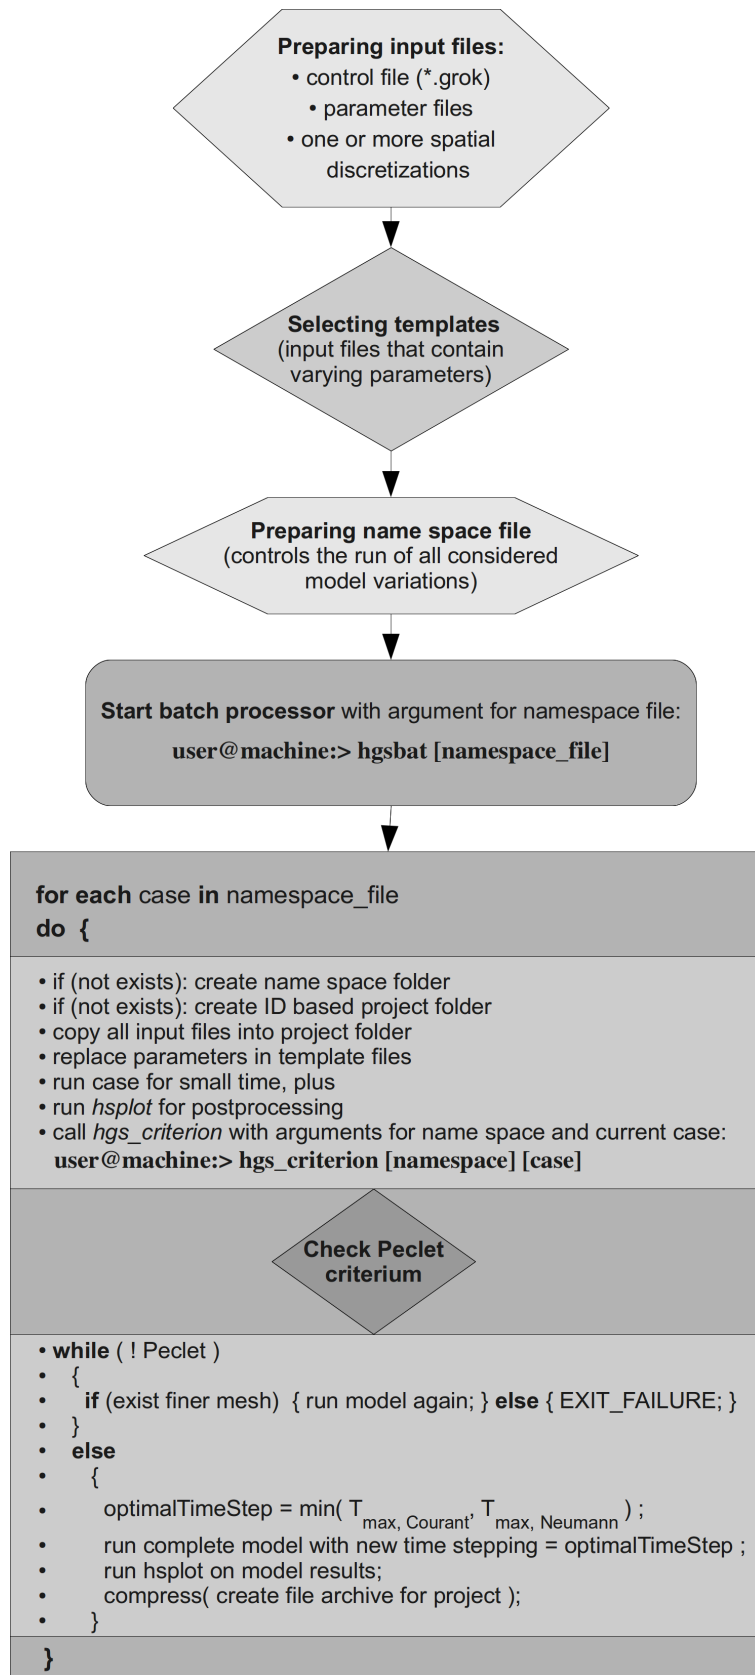 Preparing input files:
• control file (*.grok)
• parameter files
• one or more spatial
discretizations
Selecting templates
(input files that contain
varying parameters)
Preparing name space file
(controls the run of all considered
model variations)
Start batch processor with argument for namespace file:
user@machine:> hgsbat [namespace_file]
for each case in namespace_file
do {
• if (not exists): create name space folder
• if (not exists): create ID based project folder
• copy all input files into project folder
• replace parameters in template files
• run case for small time, plus
• run hsplot for postprocessing
• call hgs_criterion with arguments for name space and current case:
user@machine:> hgs_criterion [namespace] [case]
Check Peclet
criterium
• while ( ! Peclet )
• {
• if (exist finer mesh) { run model again; } else { EXIT_FAILURE; }
• }
• else
• {
• optimalTimeStep = min( T max, Courant, T max, Neumann ) ;
• run complete model with new time stepping = optimalTimeStep ;
• run hsplot on model results;
• compress( create file archive for project );
• }
}